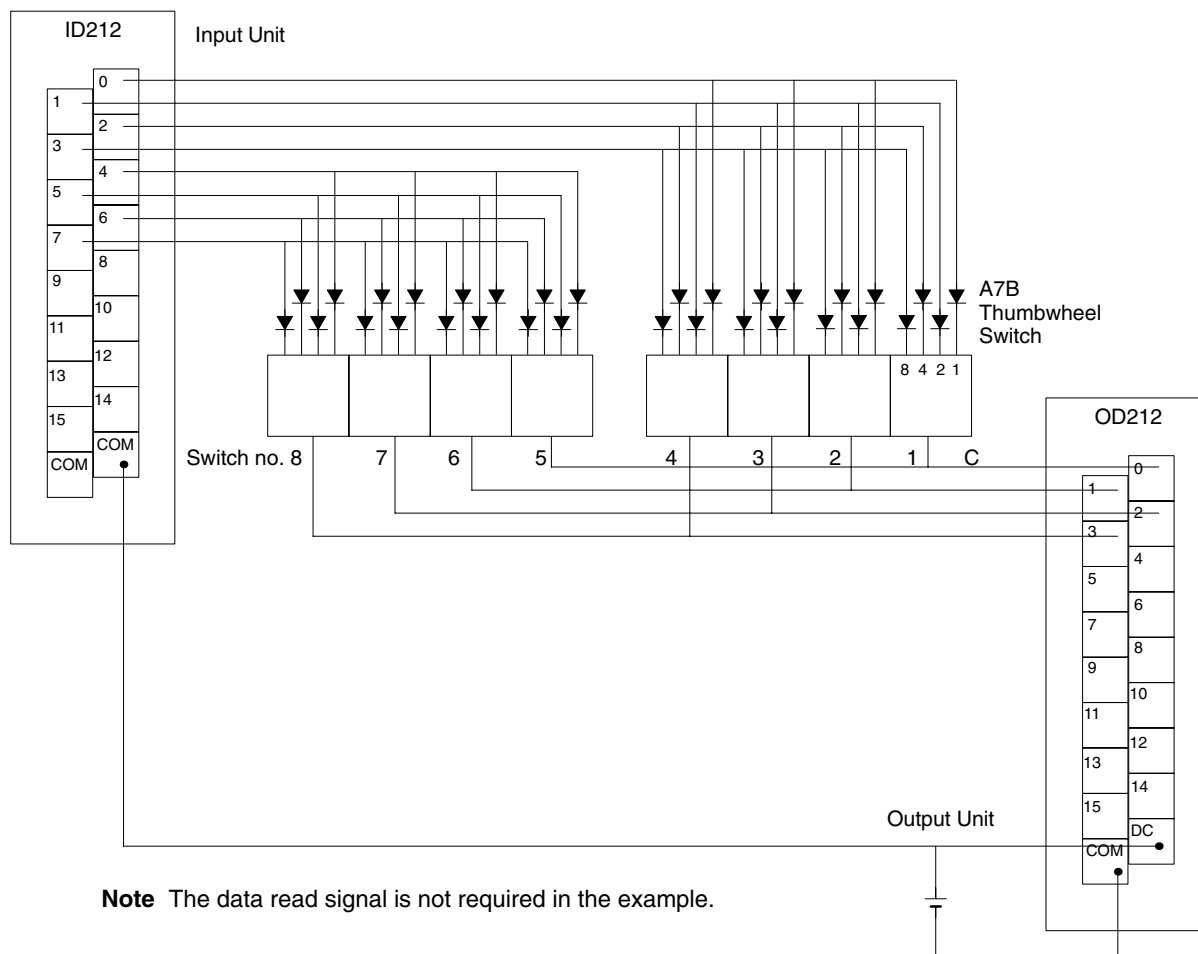 ID212
Input Unit
0
1
2
3
4
5
6
7
8
9
10
11
12
13
14
15
COM
COM
A7B
Thumbwheel
Switch
8 4 2 1
Switch no. 8 7 6 5 4 3 2 1 C
OD212
0
1
2
3
4
5
6
7
8
9
10
11
12
13
14
15
DC
COM
Output Unit
Note The data read signal is not required in the example.